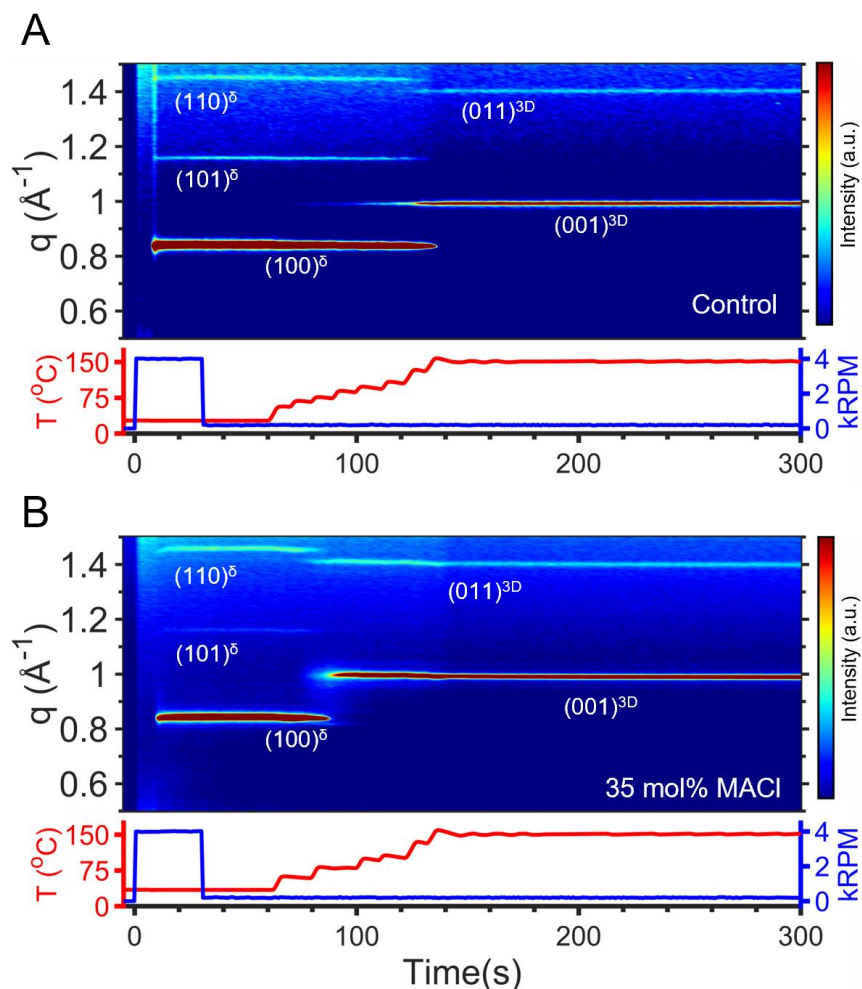 A
1.4
1.2
1
0.8
0.6
q (Å⁻¹)
(110)ᵟ
(011)³ᴰ
(101)ᵟ
(001)³ᴰ
(100)ᵟ
Control
Intensity (a.u.)
150
75
0
T (ᵒC)
4
2
0
kRPM
0
100
200
300
B
1.4
1.2
1
0.8
0.6
q (Å⁻¹)
(110)ᵟ
(011)³ᴰ
(101)ᵟ
(001)³ᴰ
(100)ᵟ
35 mol% MACl
Intensity (a.u.)
150
75
0
T (ᵒC)
4
2
0
kRPM
0
100
200
300
Time(s)